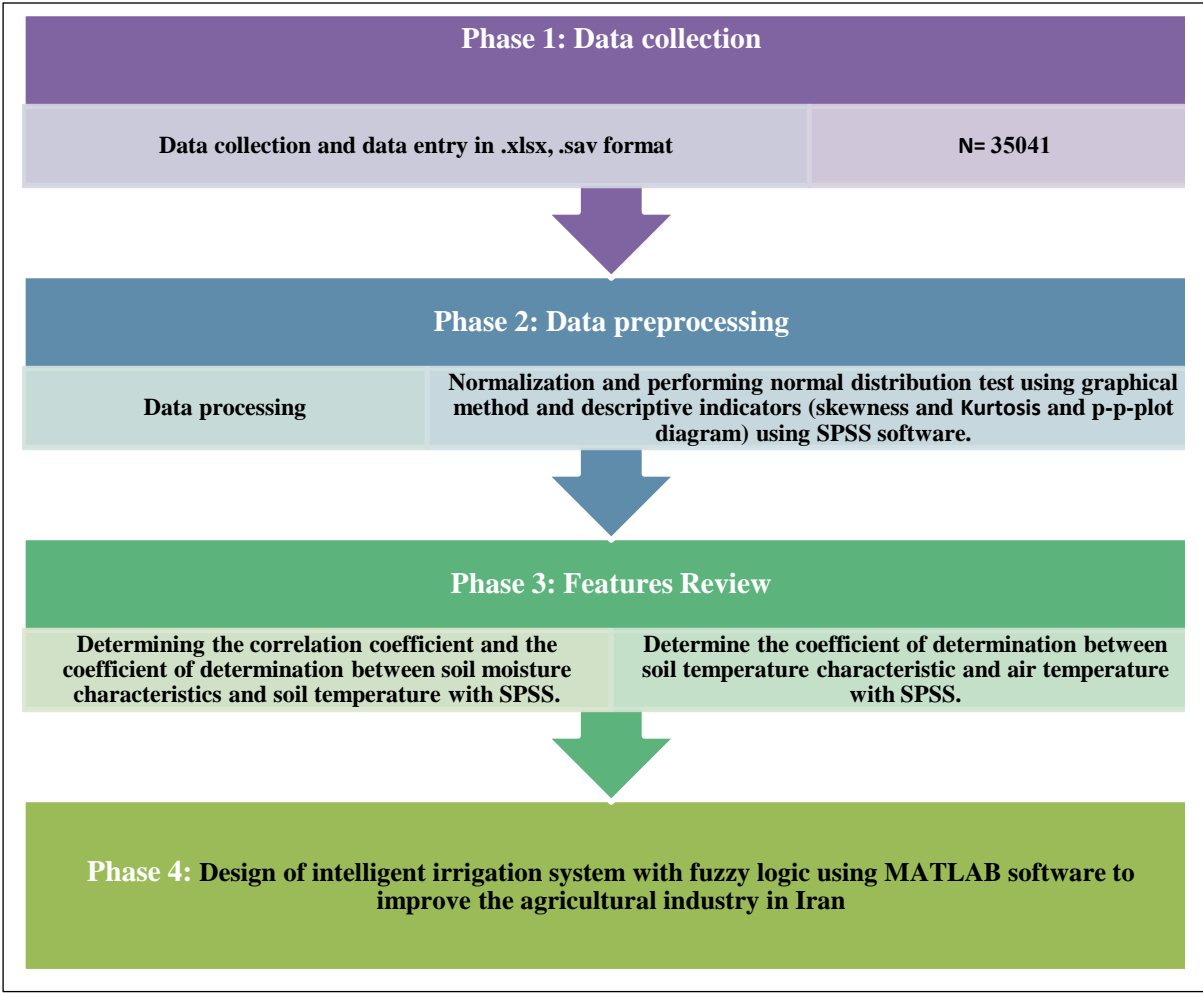 Phase 1: Data collection
Data collection and data entry in .xlsx, .sav format
N= 35041
Phase 2: Data preprocessing
Data processing
Normalization and performing normal distribution test using graphical
method and descriptive indicators (skewness and Kurtosis and p-p-plot
diagram) using SPSS software.
Phase 3: Features Review
Determining the correlation coefficient and the
coefficient of determination between soil moisture
characteristics and soil temperature with SPSS.
Determine the coefficient of determination between
soil temperature characteristic and air temperature
with SPSS.
Phase 4: Design of intelligent irrigation system with fuzzy logic using MATLAB software to
improve the agricultural industry in Iran